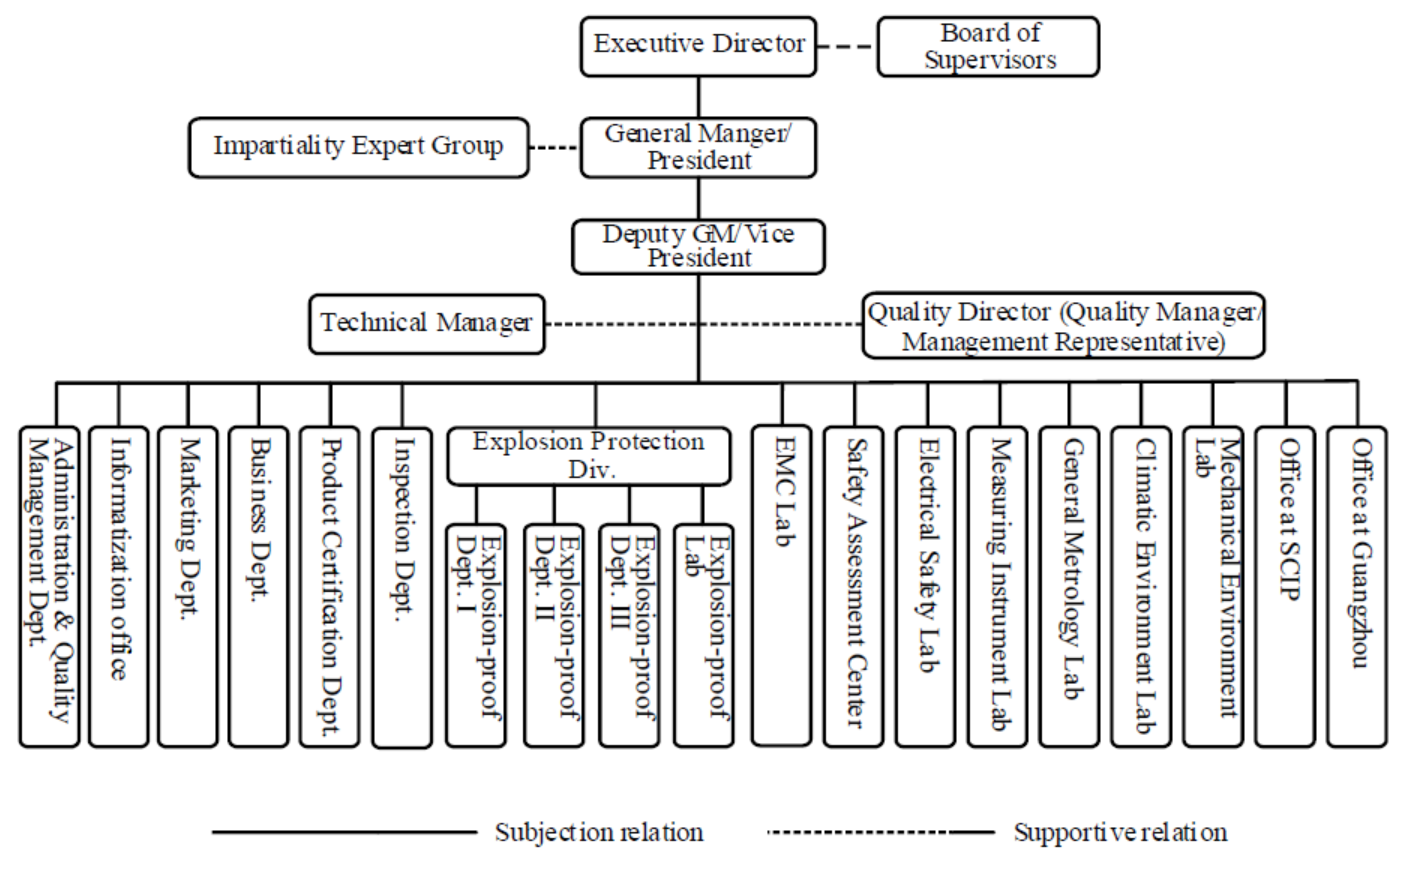 Executive Director
Board of
Supervisors
Impartiality Expert Group
General Manger/
President
Deputy GM/Vice
President
Technical Manager
Quality Director (Quality Manager/
Management Representative)
Administration & Quality
Management Dept.
Informatization office
Marketing Dept.
Business Dept.
Product Certification Dept.
Inspection Dept.
Explosion Protection
Div.
Explosion-proof
Dept. I
Explosion-proof
Dept. II
Explosion-proof
Dept. III
Explosion-proof
Lab
EMC Lab
Safety Assessment Center
Electrical Safety Lab
Measuring Instrument Lab
General Metrology Lab
Climatic Environment Lab
Mechanical Environment
Lab
Office at SCIP
Office at Guangzhou
Subjection relation
Supportive relation